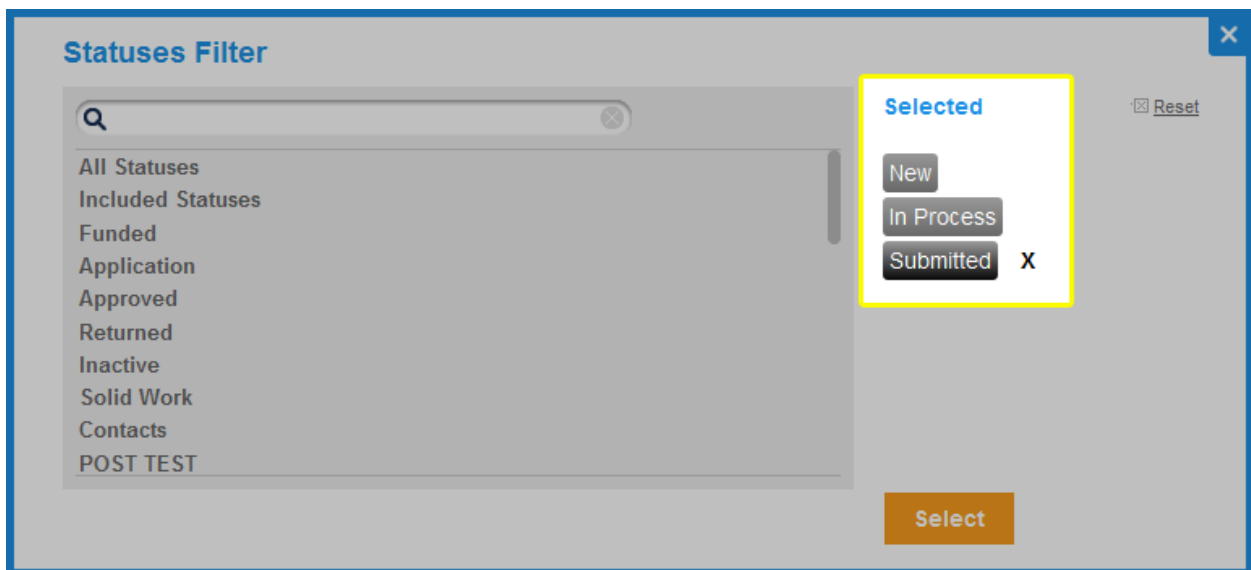 Statuses Filter
All Statuses
Included Statuses
Funded
Application
Approved
Returned
Inactive
Solid Work
Contacts
POST TEST
Selected
New
In Process
Submitted X
Reset
Select